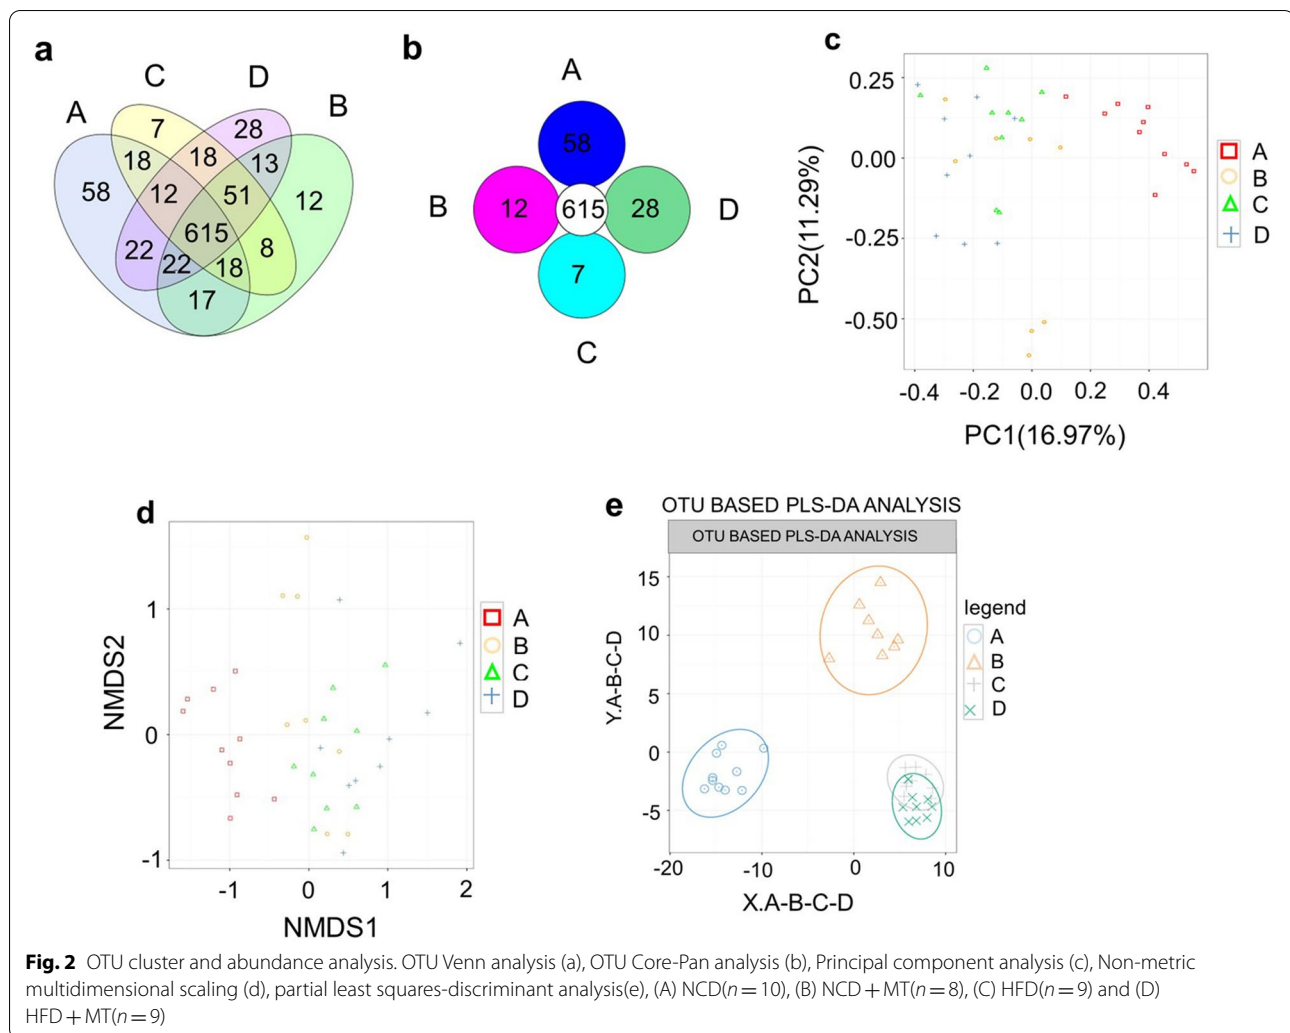 a
A
C
D
B
58
7
28
12
18
18
13
12
51
615
22
22
18
8
17
b
A
B
C
D
58
12
615
28
7
c
0.25
0.00
-0.25
-0.50
PC2(11.29%)
-0.4
-0.2
0.0
0.2
0.4
PC1(16.97%)
A
B
C
D
d
1
0
-1
NMDS2
-1
0
1
2
NMDS1
A
B
C
D
e
OTU BASED PLS-DA ANALYSIS
OTU BASED PLS-DA ANALYSIS
15
10
5
0
-5
Y.A-B-C-D
-20
-10
0
10
X.A-B-C-D
legend
A
B
C
D
Fig. 2 OTU cluster and abundance analysis. OTU Venn analysis (a), OTU Core-Pan analysis (b), Principal component analysis (c), Non-metric
multidimensional scaling (d), partial least squares-discriminant analysis(e), (A) NCD(n = 10), (B) NCD + MT(n = 8), (C) HFD(n = 9) and (D)
HFD + MT(n = 9)